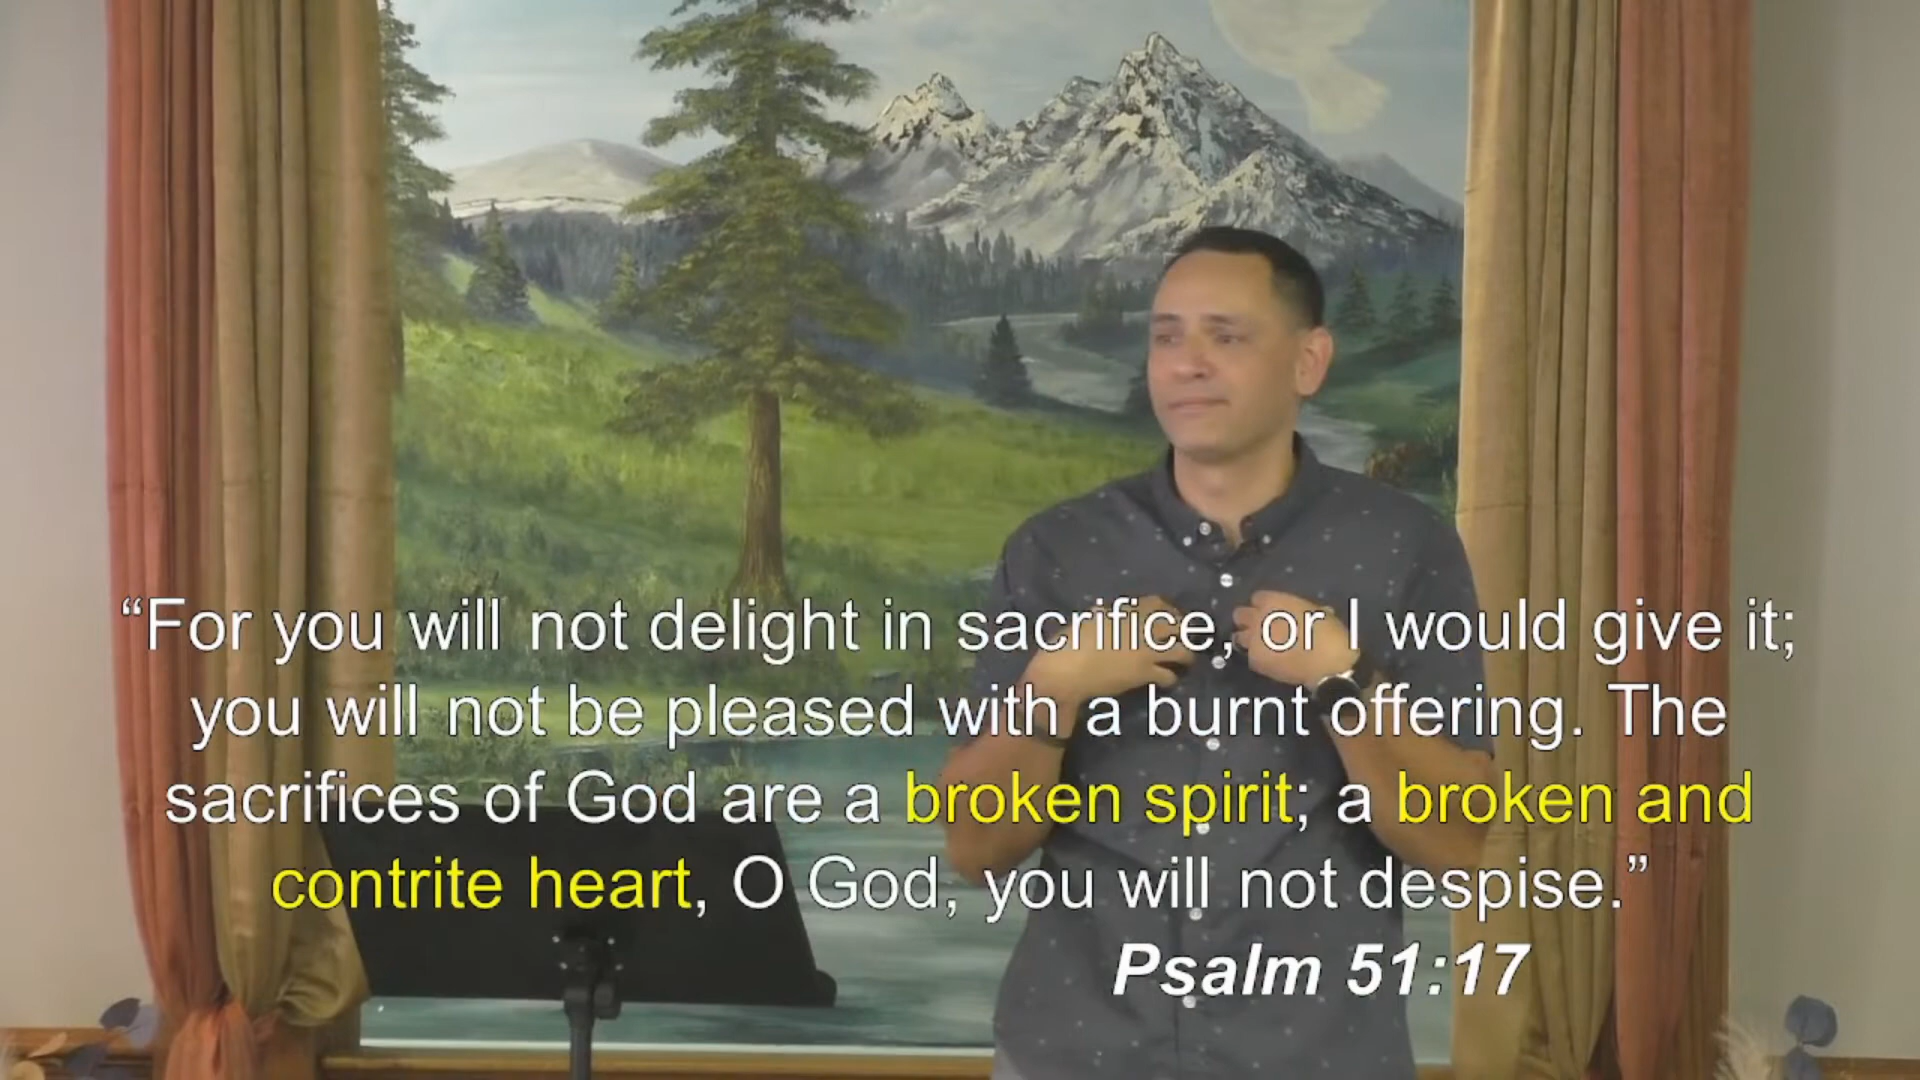 “For you will not delight in sacrifice, or I would give it;
you will not be pleased with a burnt offering. The
sacrifices of God are a broken spirit; a broken and
contrite heart, O God, you will not despise.”
Psalm 51:17